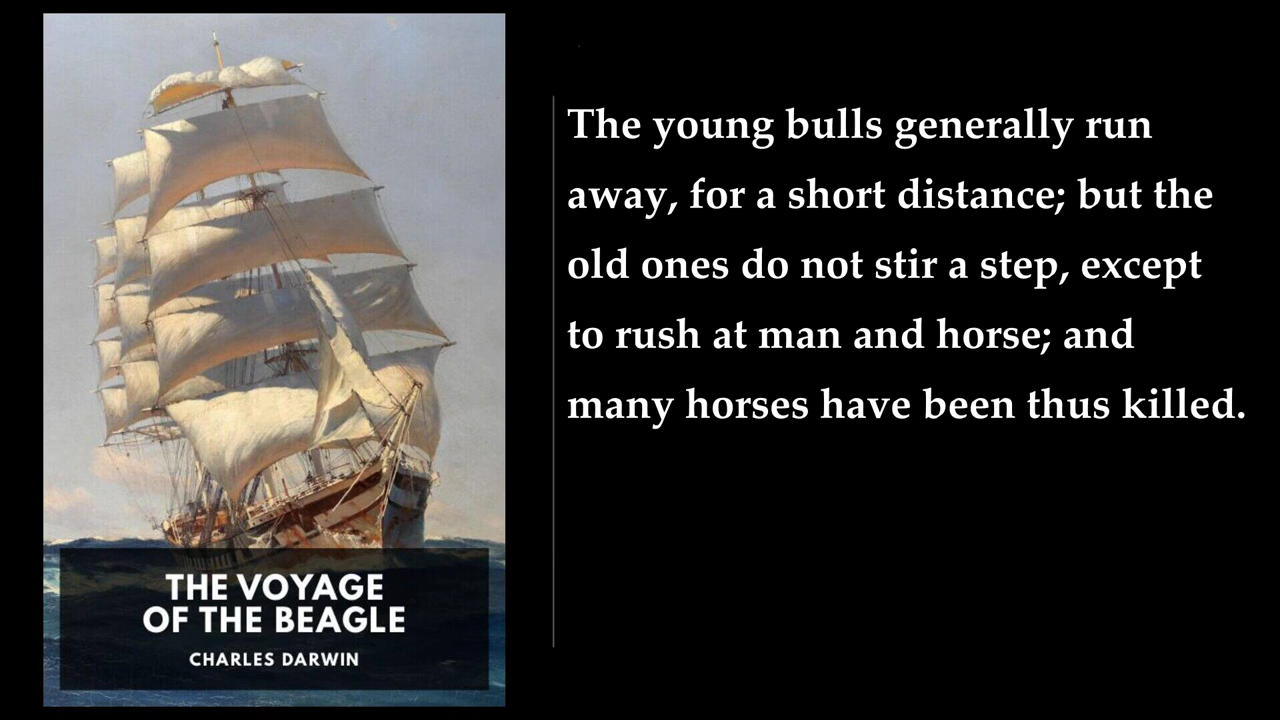 THE VOYAGE
OF THE BEAGLE
CHARLES DARWIN
The young bulls generally run
away, for a short distance; but the
old ones do not stir a step, except
to rush at man and horse; and
many horses have been thus killed.